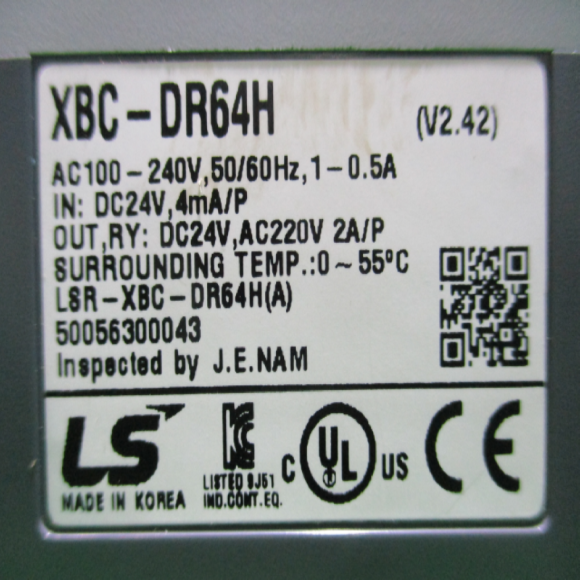 XBC-DR64H (V2.42)
AC100-240V,50/60Hz,1-0.5A
IN: DC24V,4mA/P
OUT,RY: DC24V,AC220V 2A/P
SURROUNDING TEMP.:0~55°C
LSR-XBC-DR64H(A)
50056300043
Inspected by J.E.NAM
LS
MADE IN KOREA
LISTED 9J51
IND.CONT.EQ.
C UL US
CE